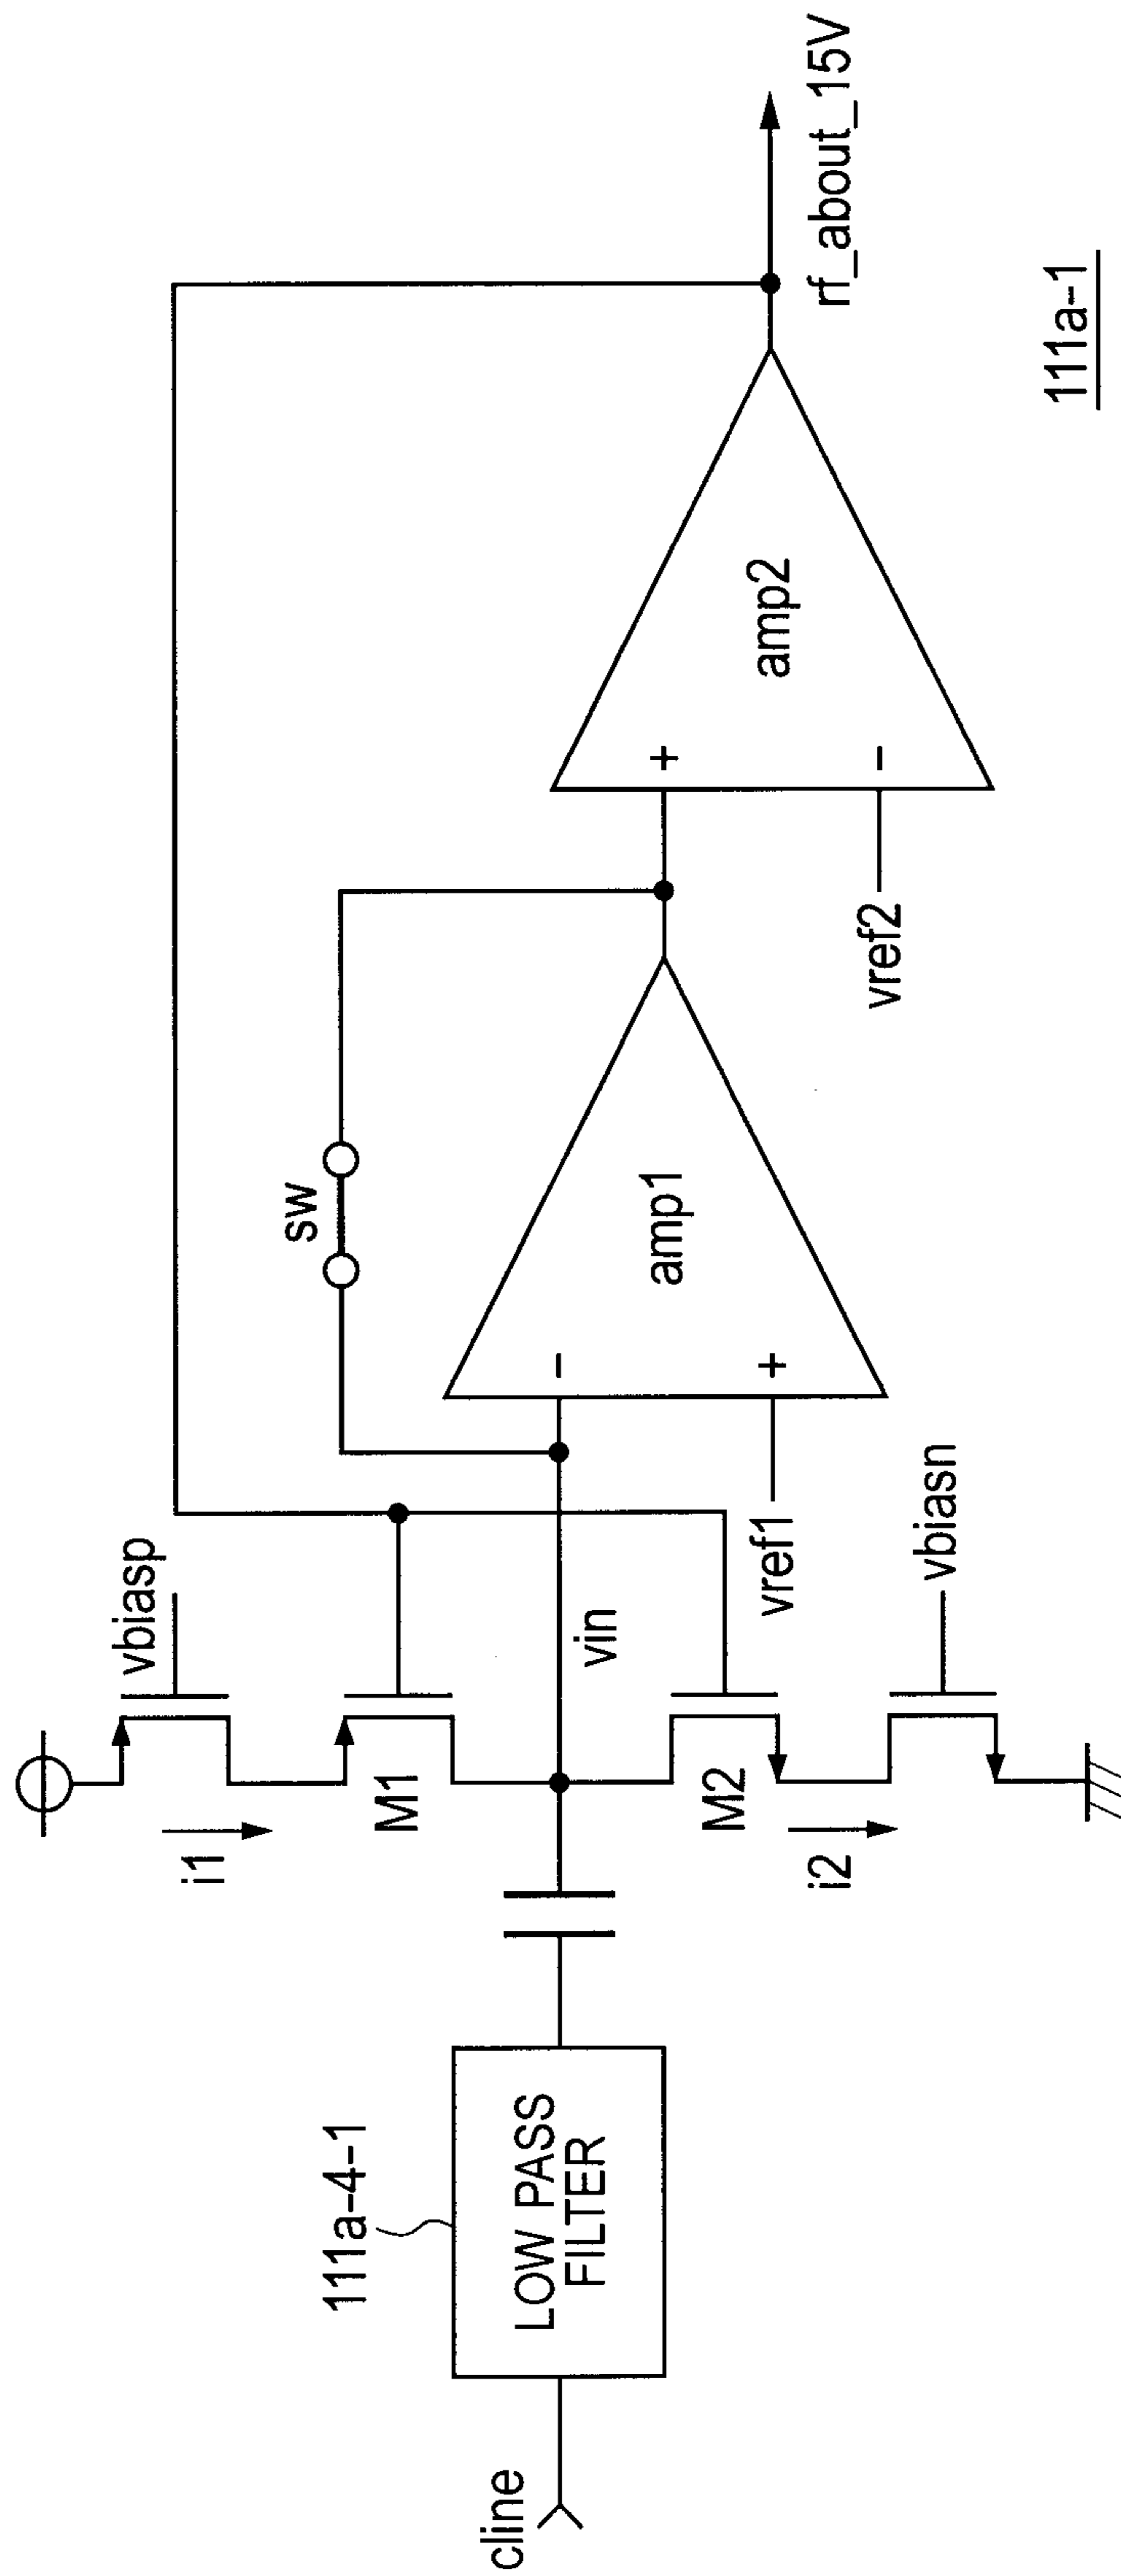 cline
111a-4-1
LOW PASS
FILTER
i1
vbiasp
M1
vin
M2
i2
vbiasn
sw
-
+
amp1
vref1
+
-
amp2
vref2
rf_about_15V
111a-1